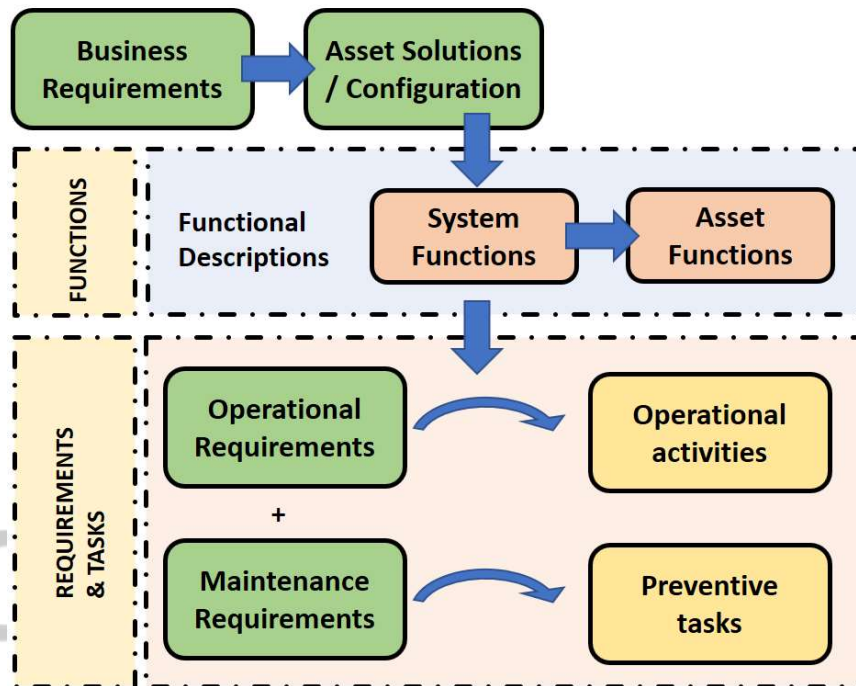 Business
Requirements
Asset Solutions
/ Configuration
FUNCTIONS
Functional
Descriptions
System
Functions
Asset
Functions
REQUIREMENTS
& TASKS
Operational
Requirements
Operational
activities
+
Maintenance
Requirements
Preventive
tasks